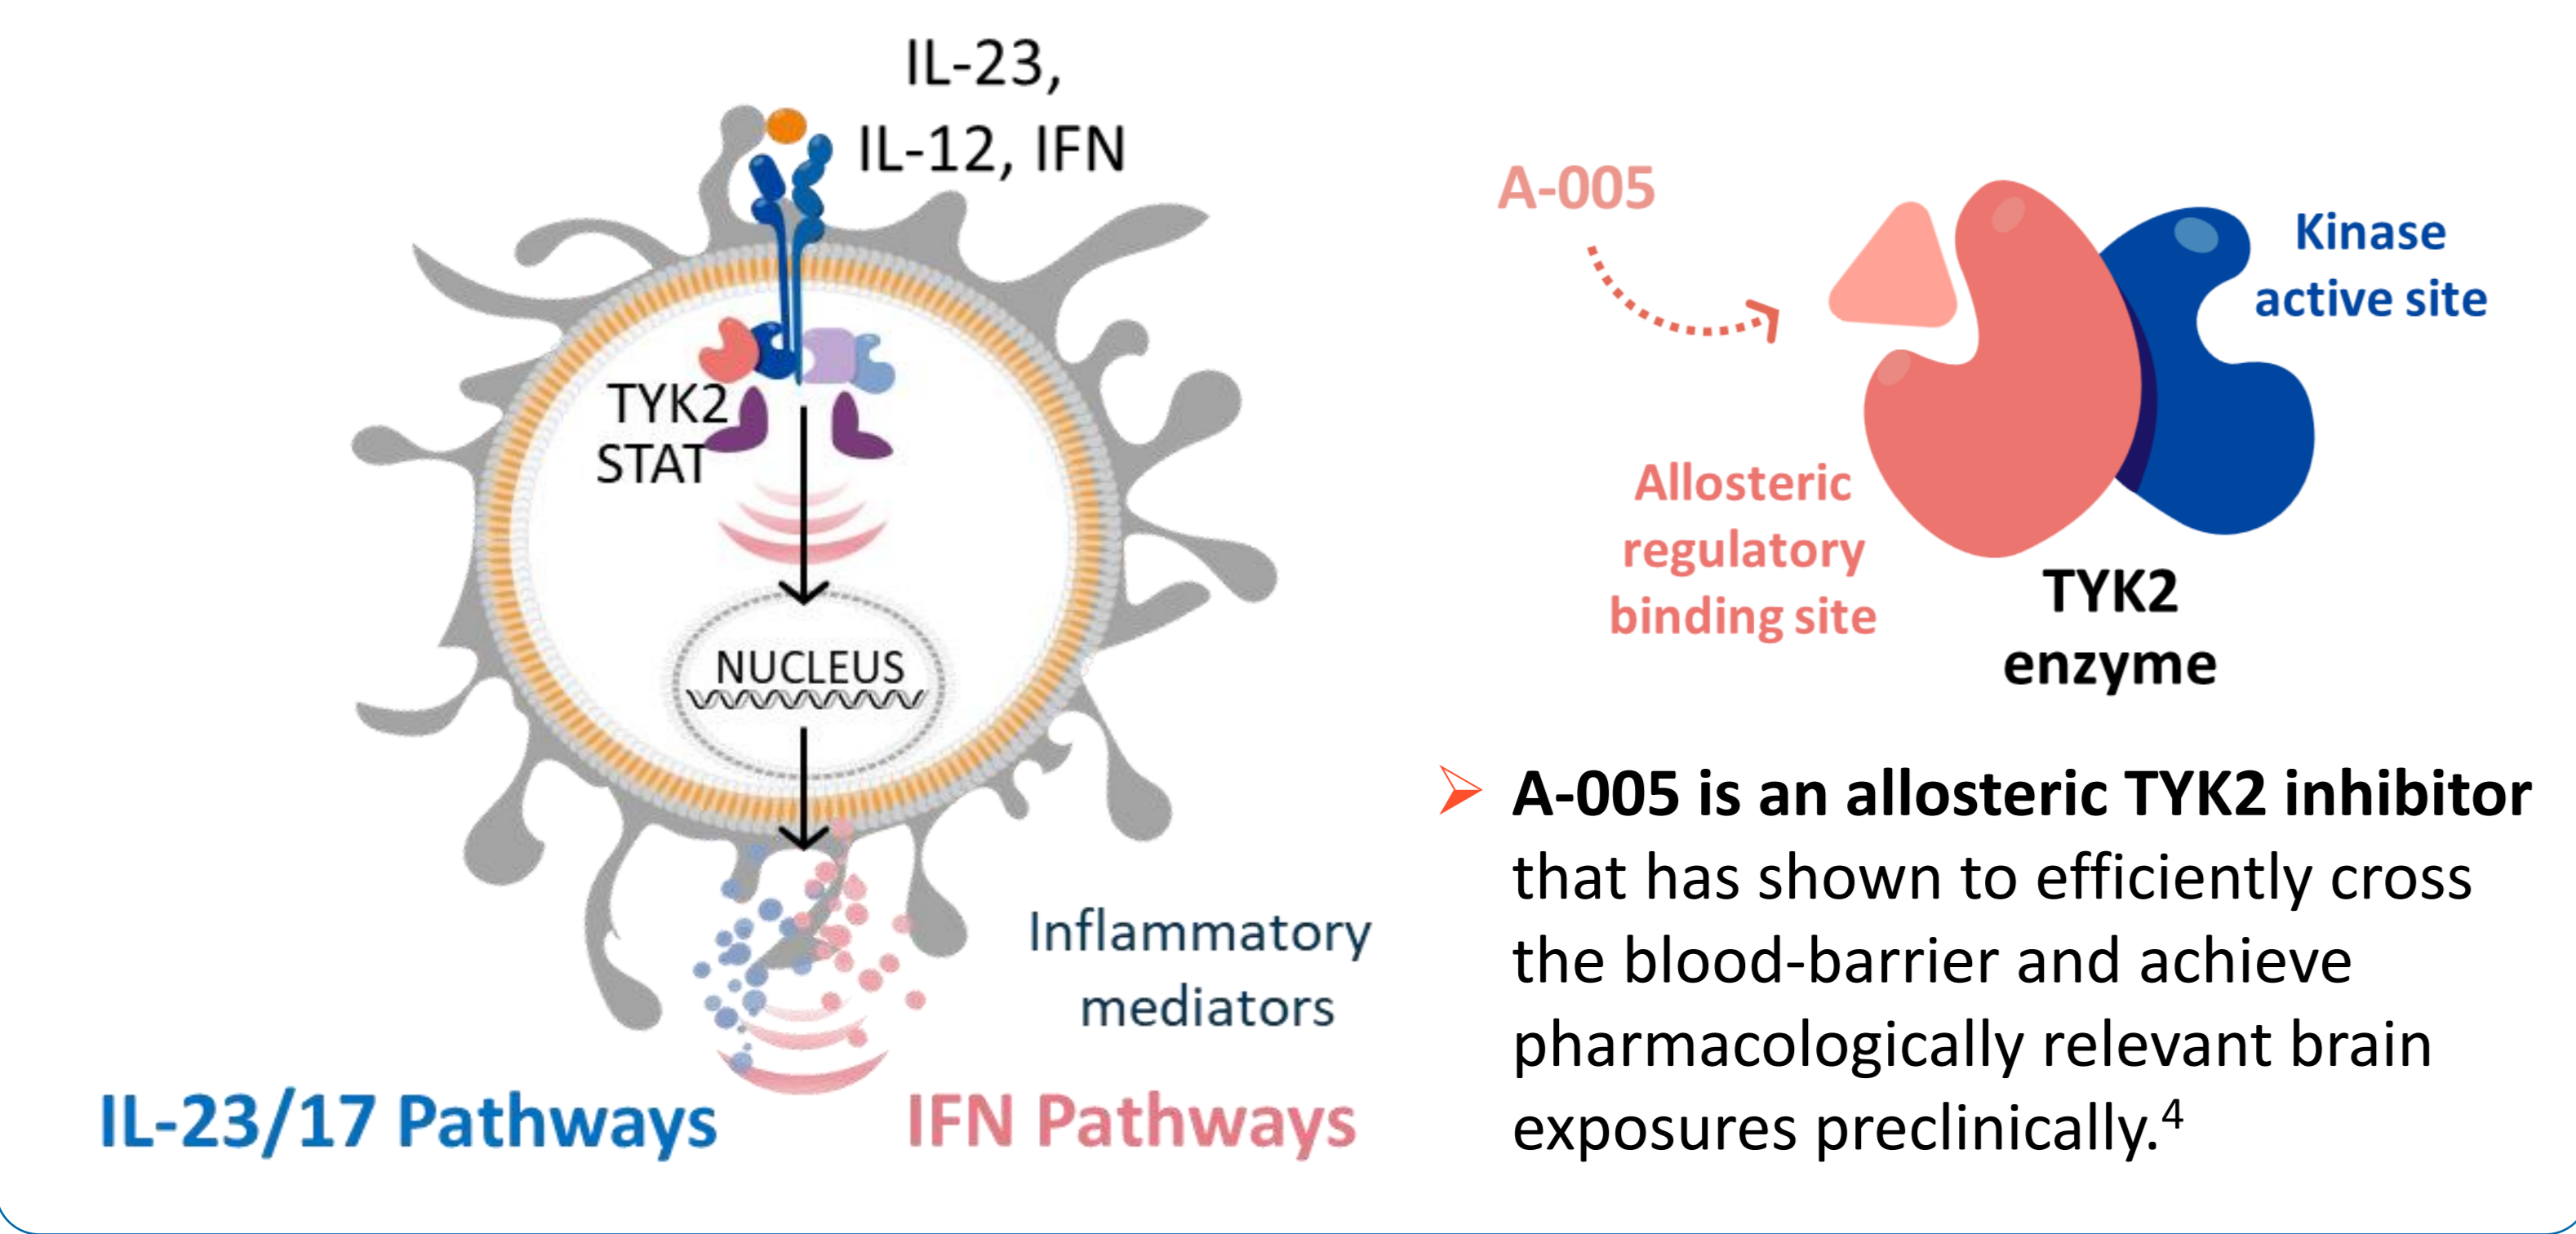 IL-23,
IL-12, IFN
TYK2
STAT
NUCLEUS
Inflammatory
mediators
IL-23/17 Pathways
IFN Pathways
A-005
Kinase
active site
Allosteric
regulatory
binding site
TYK2
enzyme
A-005 is an allosteric TYK2 inhibitor
that has shown to efficiently cross
the blood-barrier and achieve
pharmacologically relevant brain
exposures preclinically.⁴